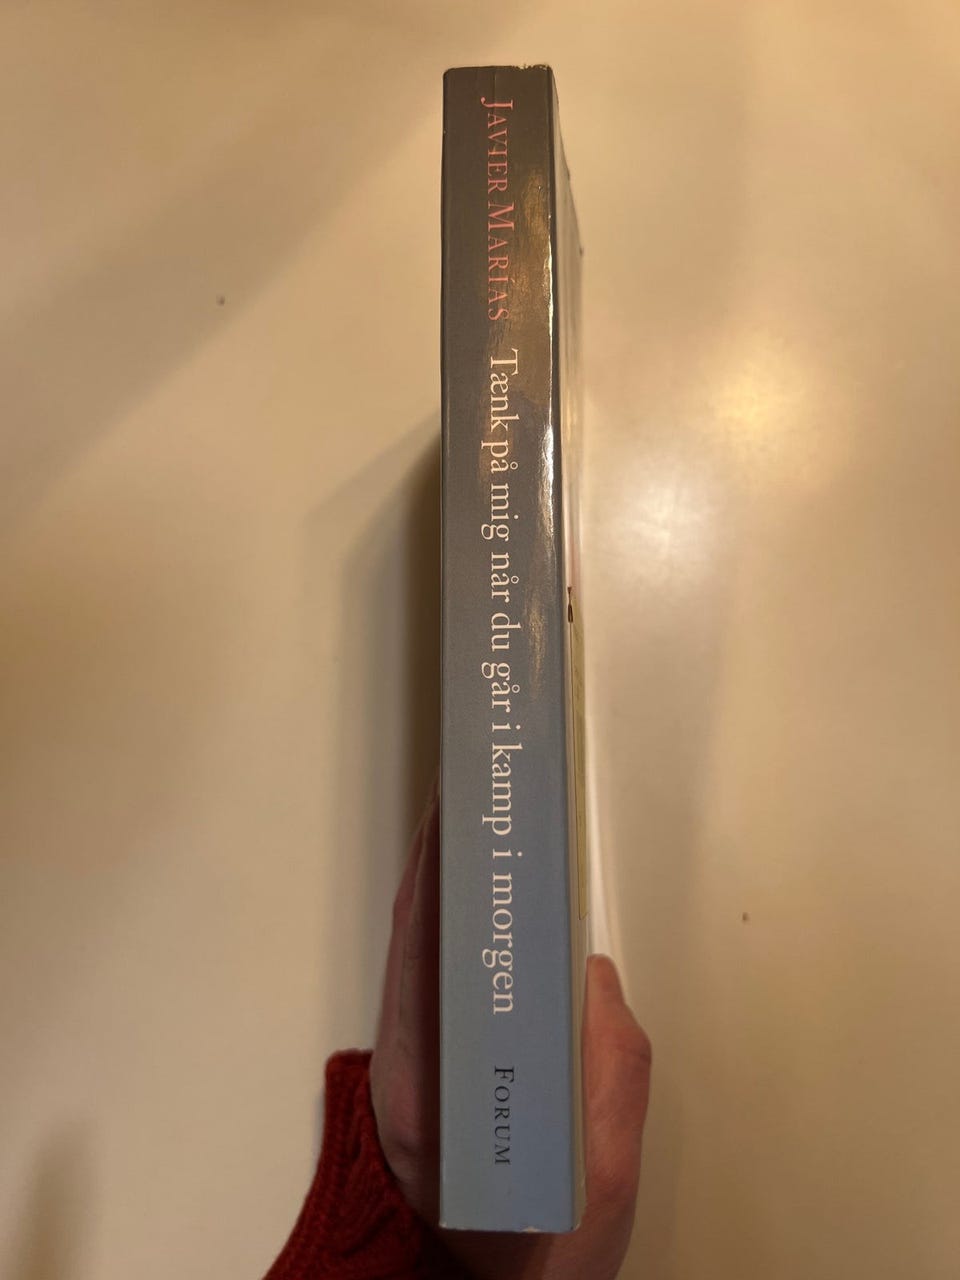 JAVIER MARÍAS Tænk på mig når du går i kamp i morgen FORUM